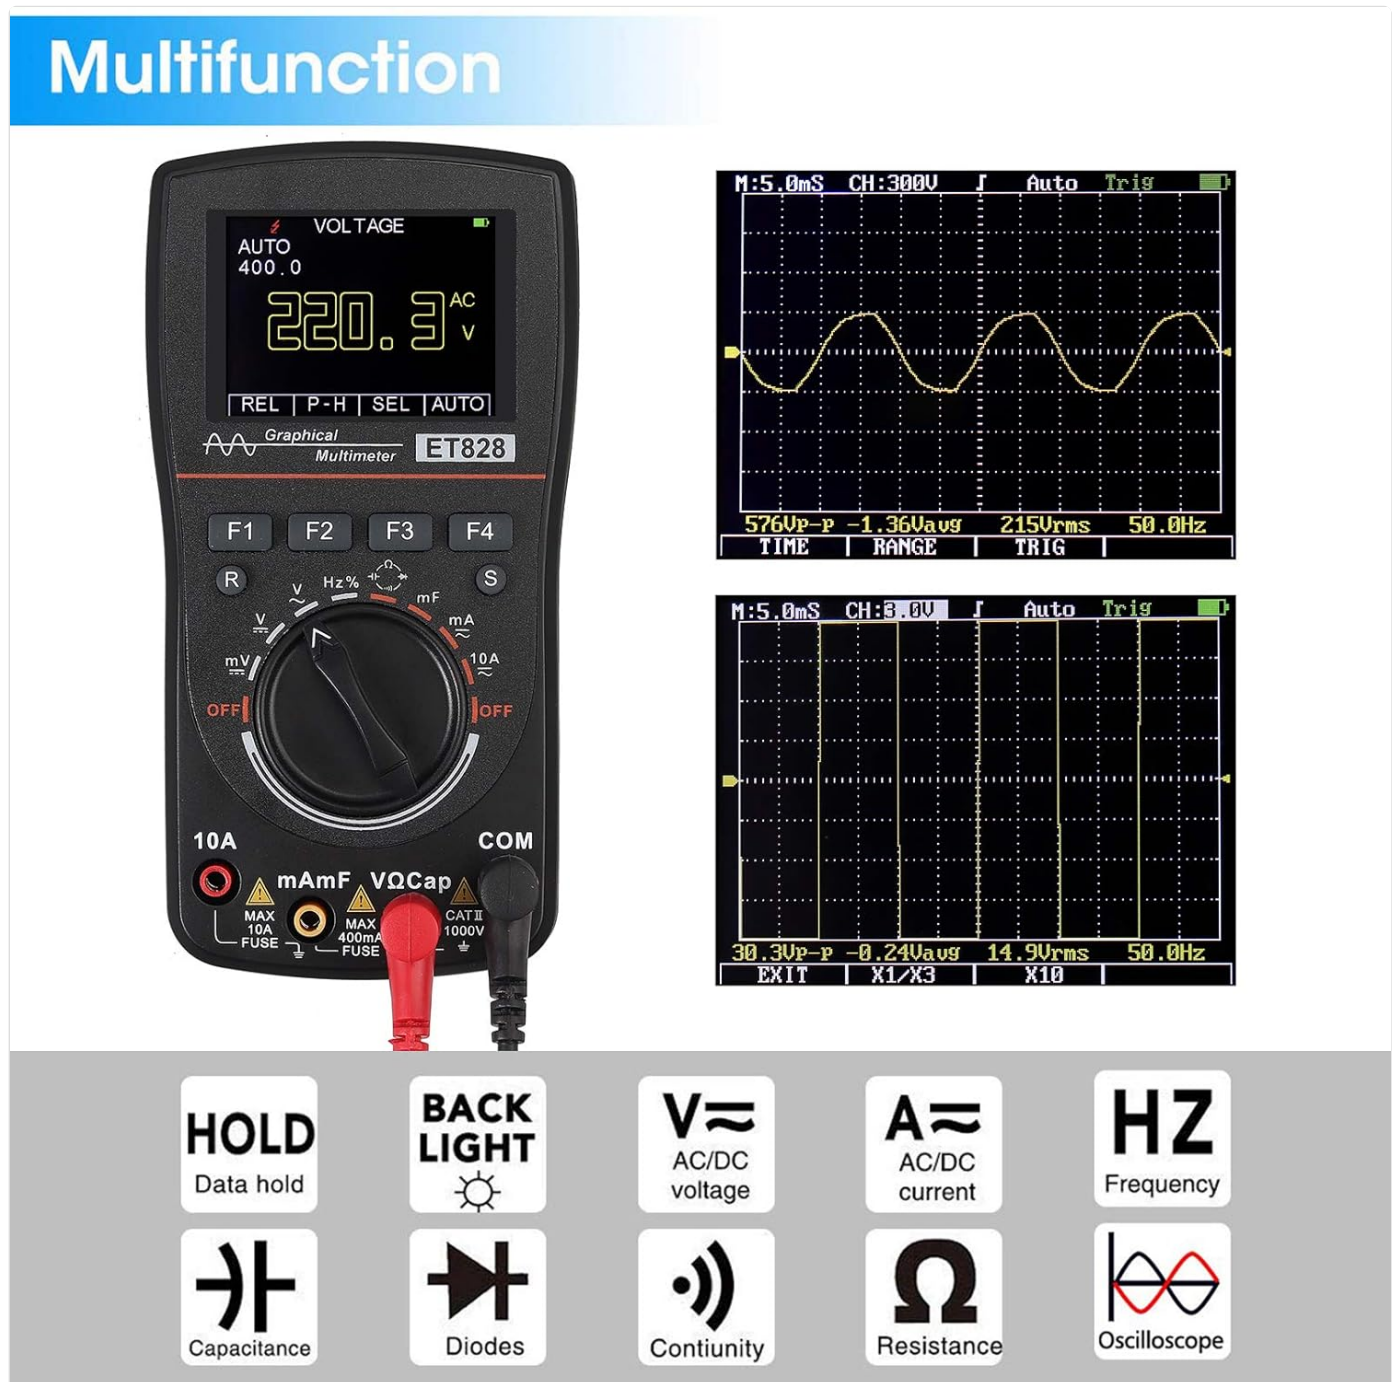 Multifunction
VOLTAGE
AUTO
400.0
220.3 AC
V
REL P-H SEL AUTO
Graphical
Multimeter
ET828
F1 F2 F3 F4
R
S
Hz%
V
V
mV
OFF
Ω
mF
mA
10A
OFF
10A
COM
mAmF VΩCap
MAX
10A
FUSE
MAX
400mA
FUSE
CAT II
1000V
M:5.0mS CH:300V Auto Trig
576Vp-p -1.36Vavg 215Vrms 50.0Hz
TIME RANGE TRIG
M:5.0mS CH:3.0V Auto Trig
30.3Vp-p -0.24Vavg 14.9Vrms 50.0Hz
EXIT X1/X3 X10
HOLD
Data hold
BACK
LIGHT
V
AC/DC
voltage
A
AC/DC
current
HZ
Frequency
Capacitance
Diodes
Contiunity
Ω
Resistance
Oscilloscope